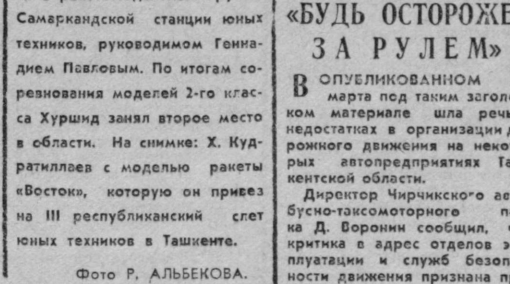 Самаркандской станции юных
техников, руководимом Генна-
дием Павловым. По итогам со-
ревнования моделей 2-го клас-
са Хуршид занял второе место
в области. На снимке: Х. Куд-
ратиллаев с моделью ракеты
«Восток», которую он привез
на III республиканский слет
юных техников в Ташкенте.
Фото Р. АЛЬБЕКОВА.
«БУДЬ ОСТОРОЖЕ
ЗА РУЛЕМ»
В ОПУБЛИКОВАННОМ
марта под таким заголо
ком материале шла речь
недостатках в организации д
рожного движения на неко
рых автопредприятиях Та
кентской области.
Директор Чирчикского ав
бусно-таксомоторного п
ка Д. Воронин сообщил,
критика в адрес отделов э
плуатации и служб безоп
ности движения признана п